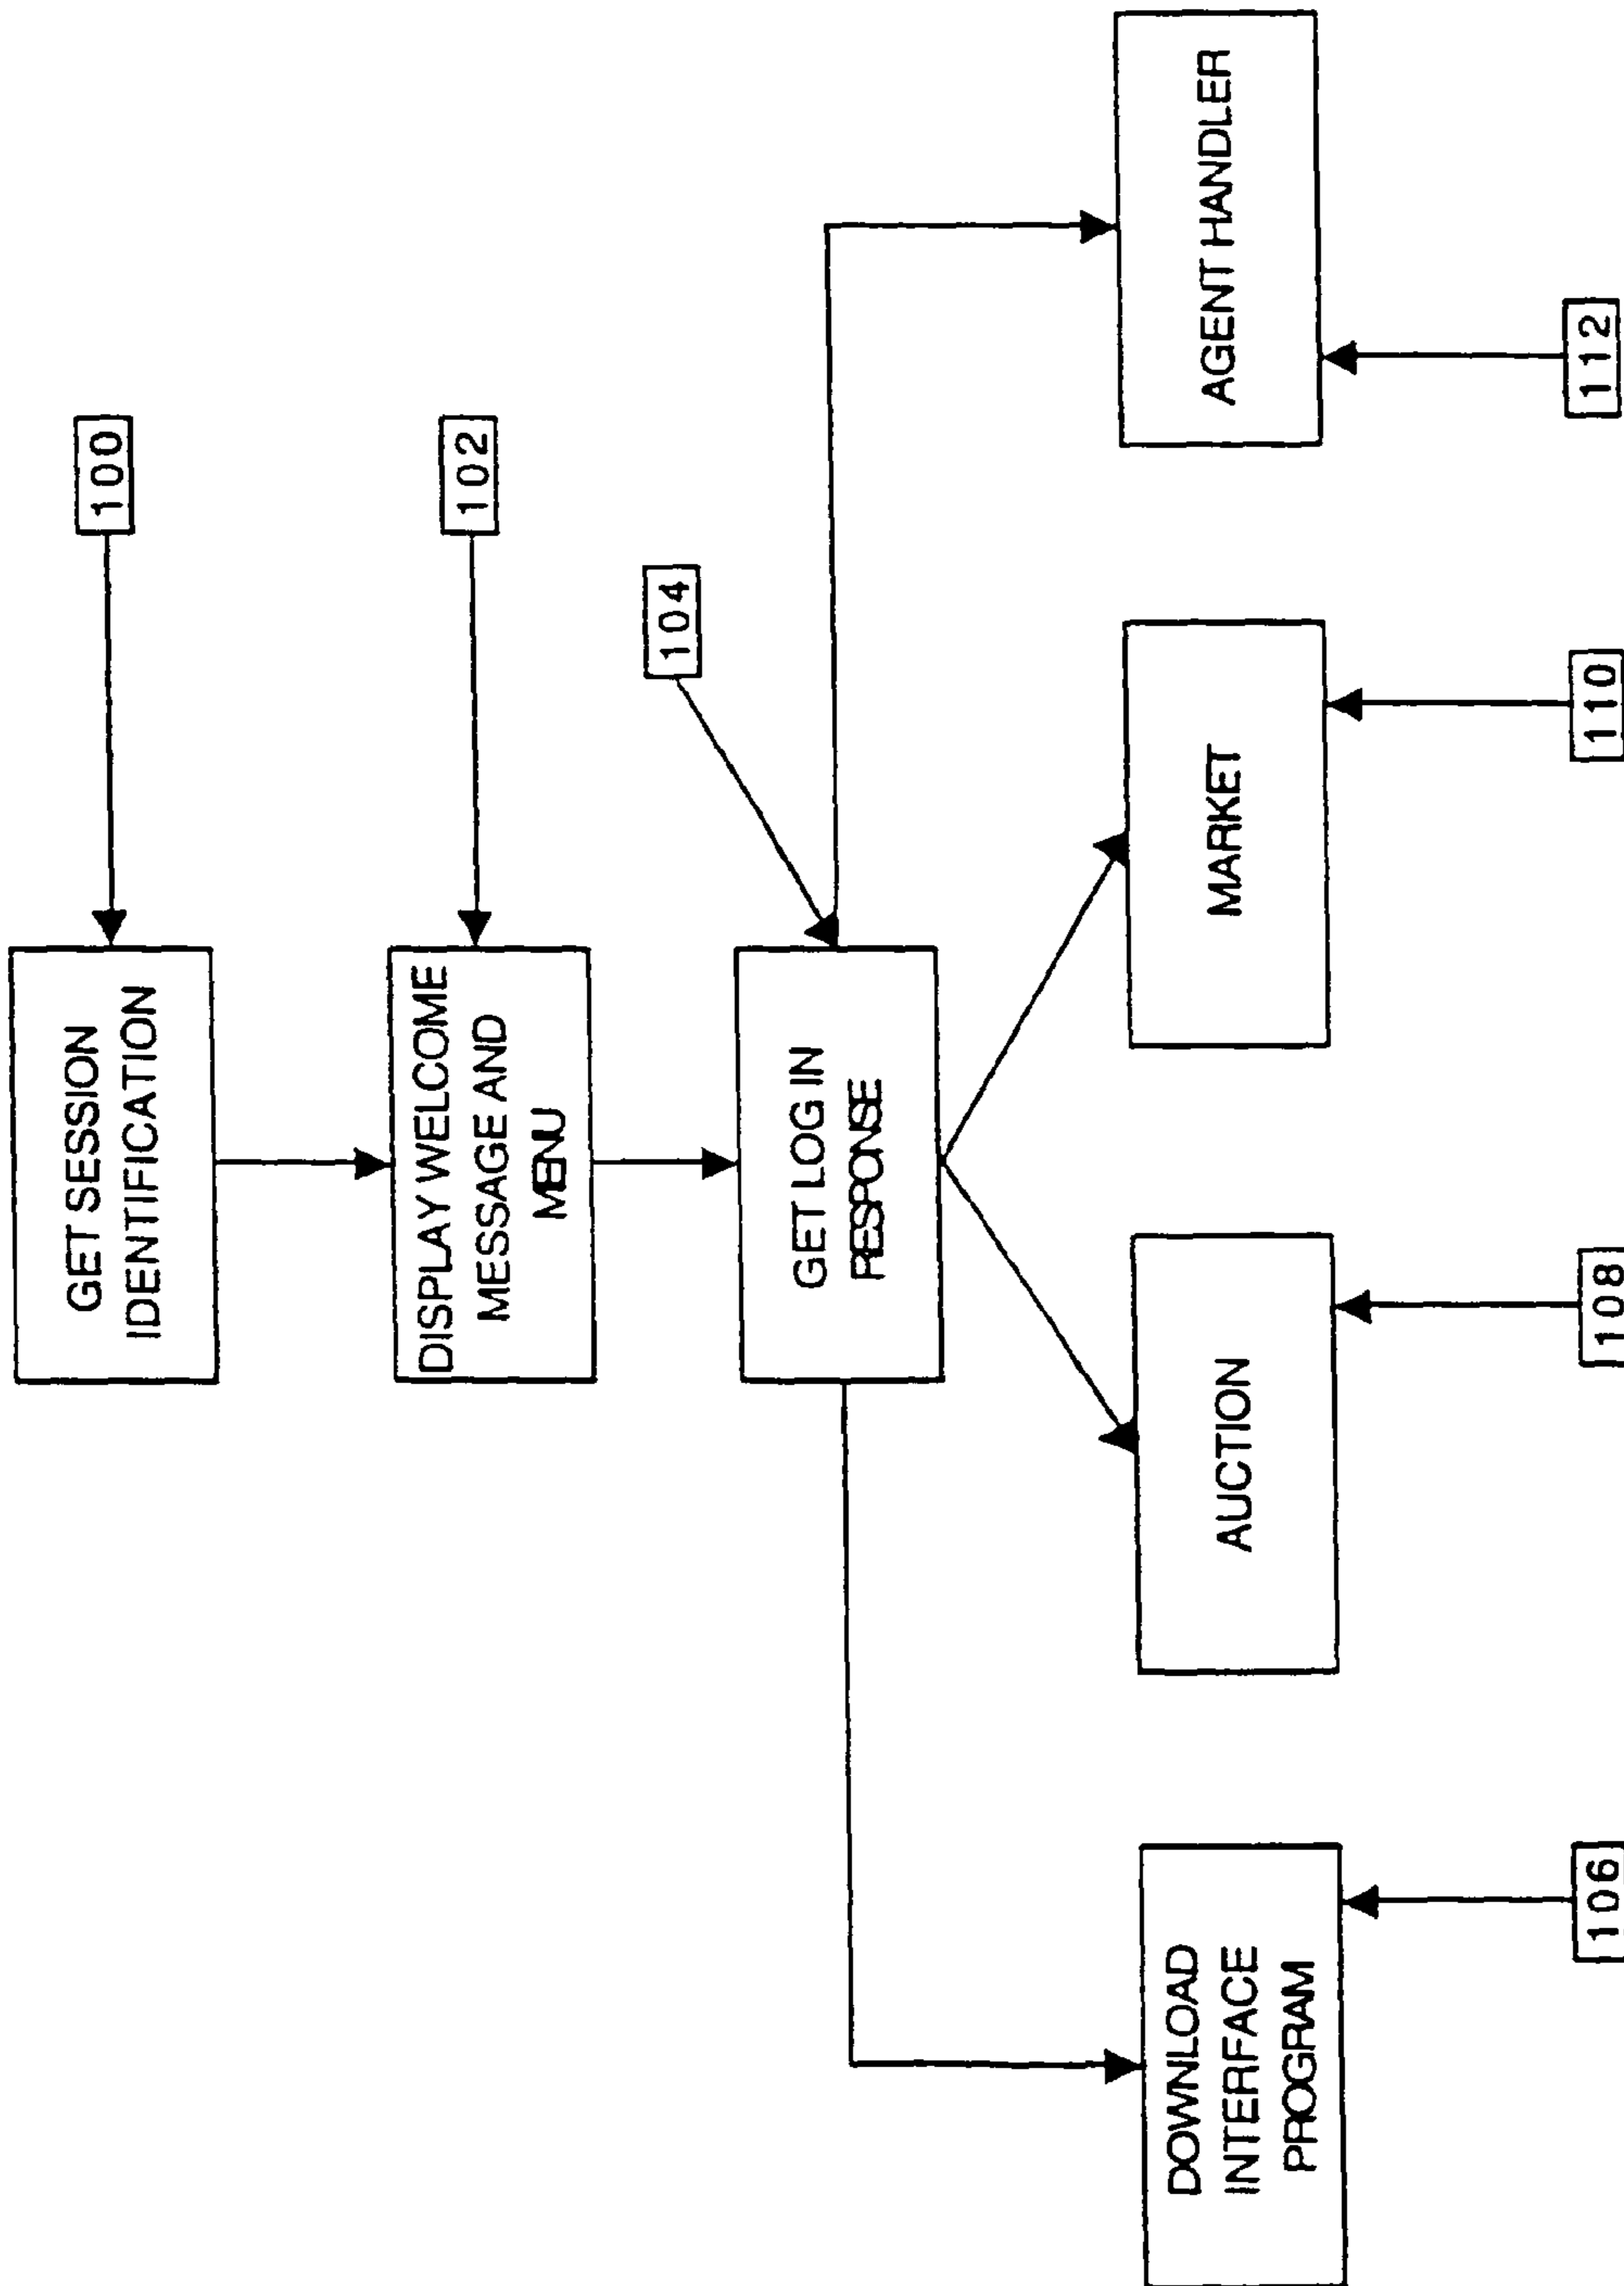 GET SESSION
IDENTIFICATION
100
DISPLAY WELCOME
MESSAGE AND
MENU
102
GET LOG IN
RESPONSE
104
DOWNLOAD
INTERFACE
PROGRAM
AUCTION
MARKET
AGENT HANDLER
106
108
110
112